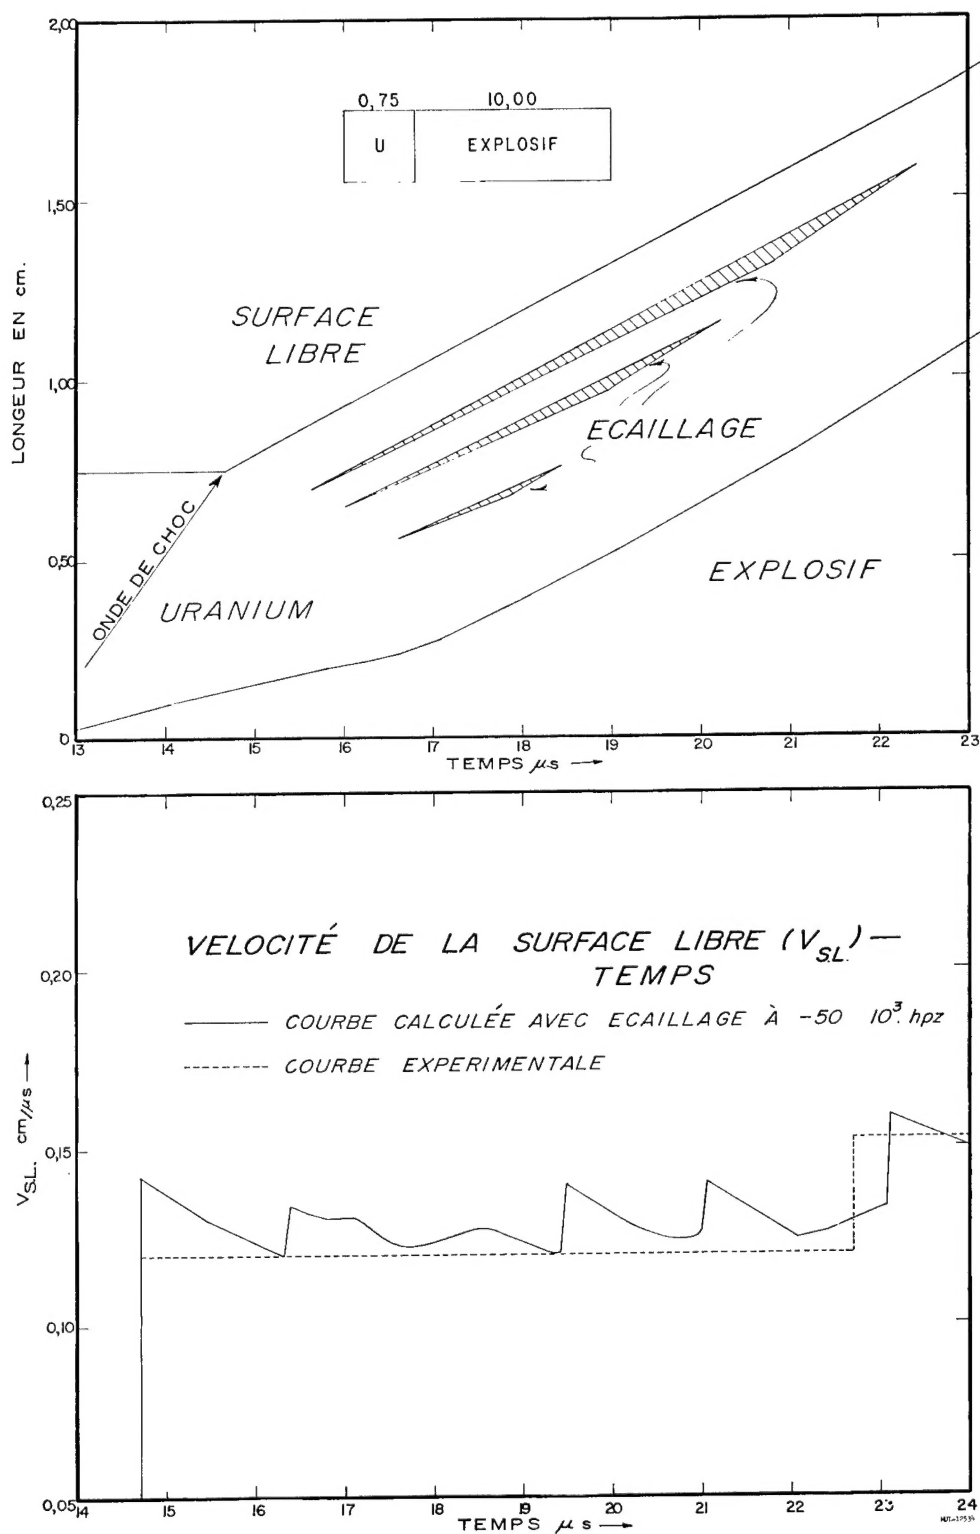 2,00
0,75 10,00
U EXPLOSIF
1,50
SURFACE
LIBRE
LONGEUR EN cm.
1,00
ECAILLAGE
ONDE DE CHOC
0,50
EXPLOSIF
URANIUM
0
13 14 15 16 17 18 19 20 21 22 23
TEMPS μs →
0,25
VELOCITÉ DE LA SURFACE LIBRE (V S.L.) —
TEMPS
0,20
COURBE CALCULÉE AVEC ECAILLAGE À -50 10³. hpz
COURBE EXPERIMENTALE
V S.L. cm/μs →
0,15
0,10
0,05
14 15 16 17 18 19 20 21 22 23 24
TEMPS μs →